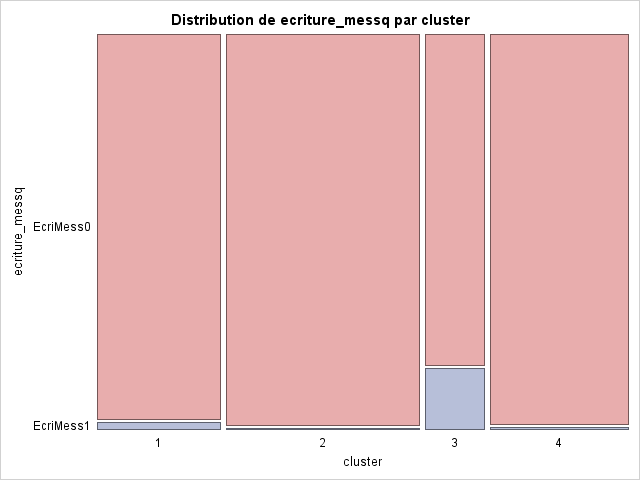 Distribution de ecriture_messq par cluster
ecriture_messq
EcriMess0
EcriMess1
1 2 3 4
cluster